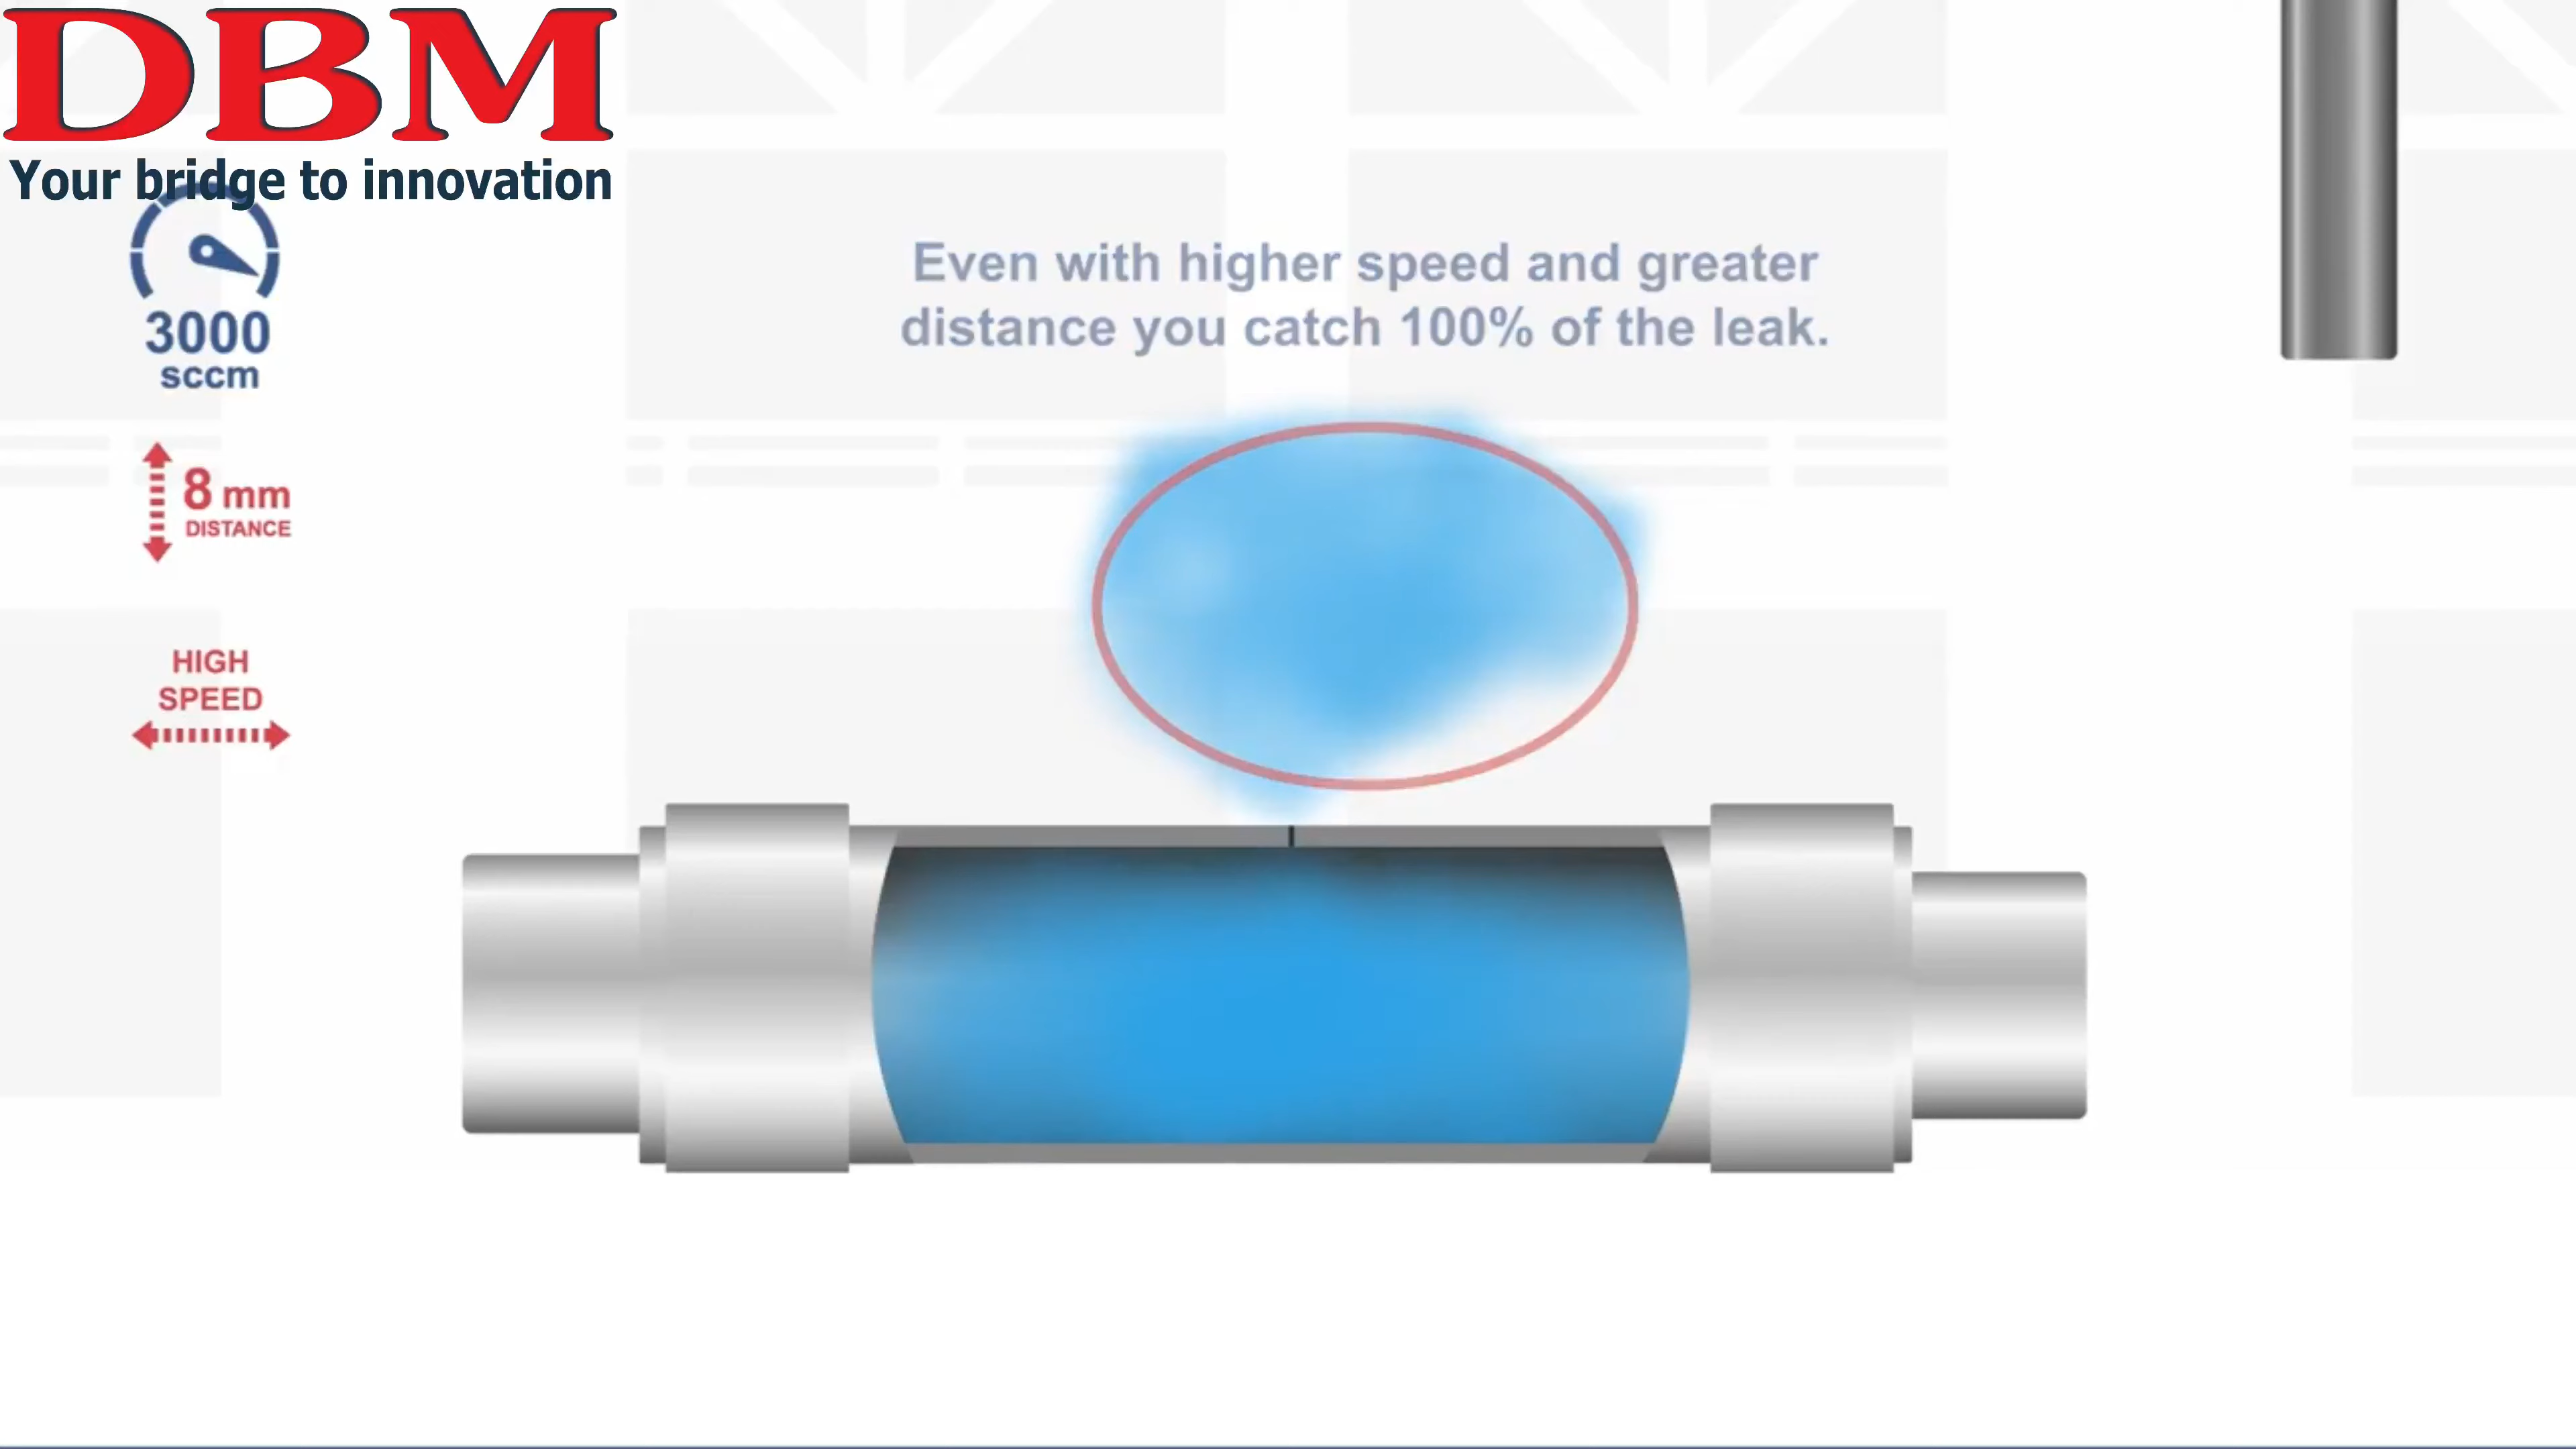 DBM
Your bridge to innovation
3000
sccm
Even with higher speed and greater
distance you catch 100% of the leak.
8 mm
DISTANCE
HIGH
SPEED